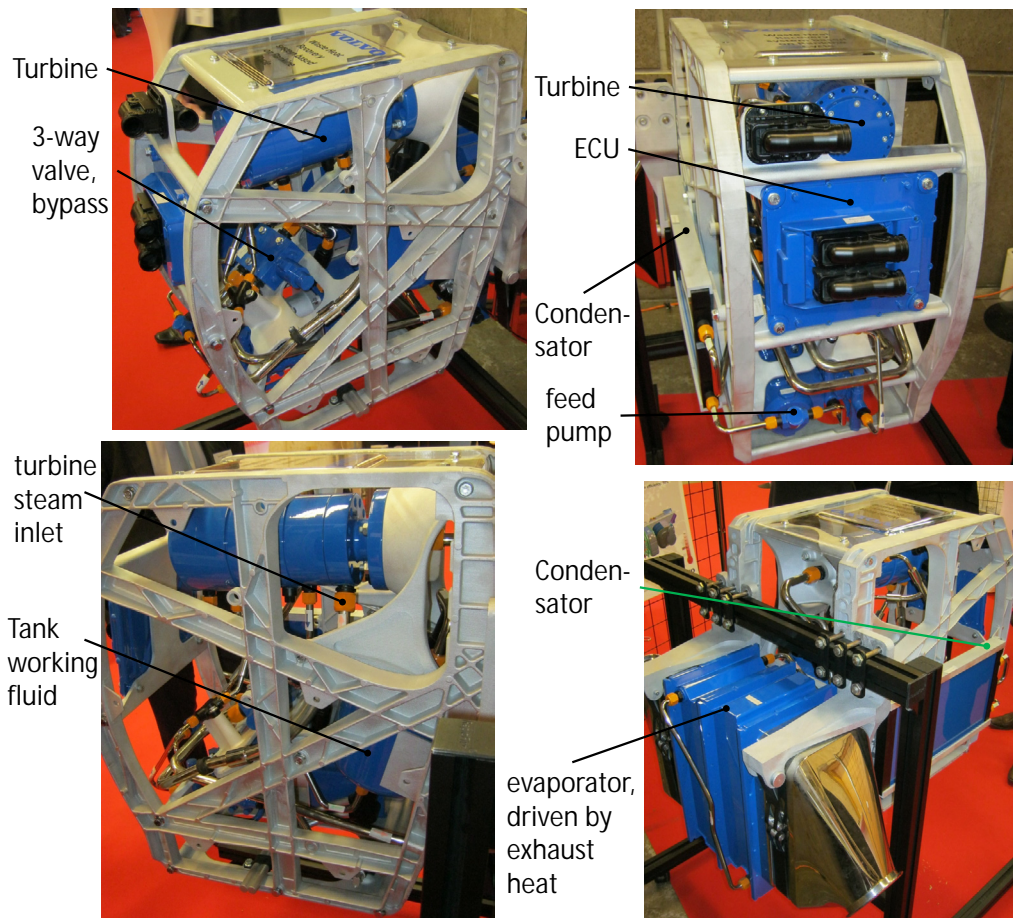 Turbine
3-way
valve,
bypass
VOLVO
Turbine
ECU
Conden-
sator
feed
pump
turbine
steam
inlet
Tank
working
fluid
Conden-
sator
evaporator,
driven by
exhaust
heat